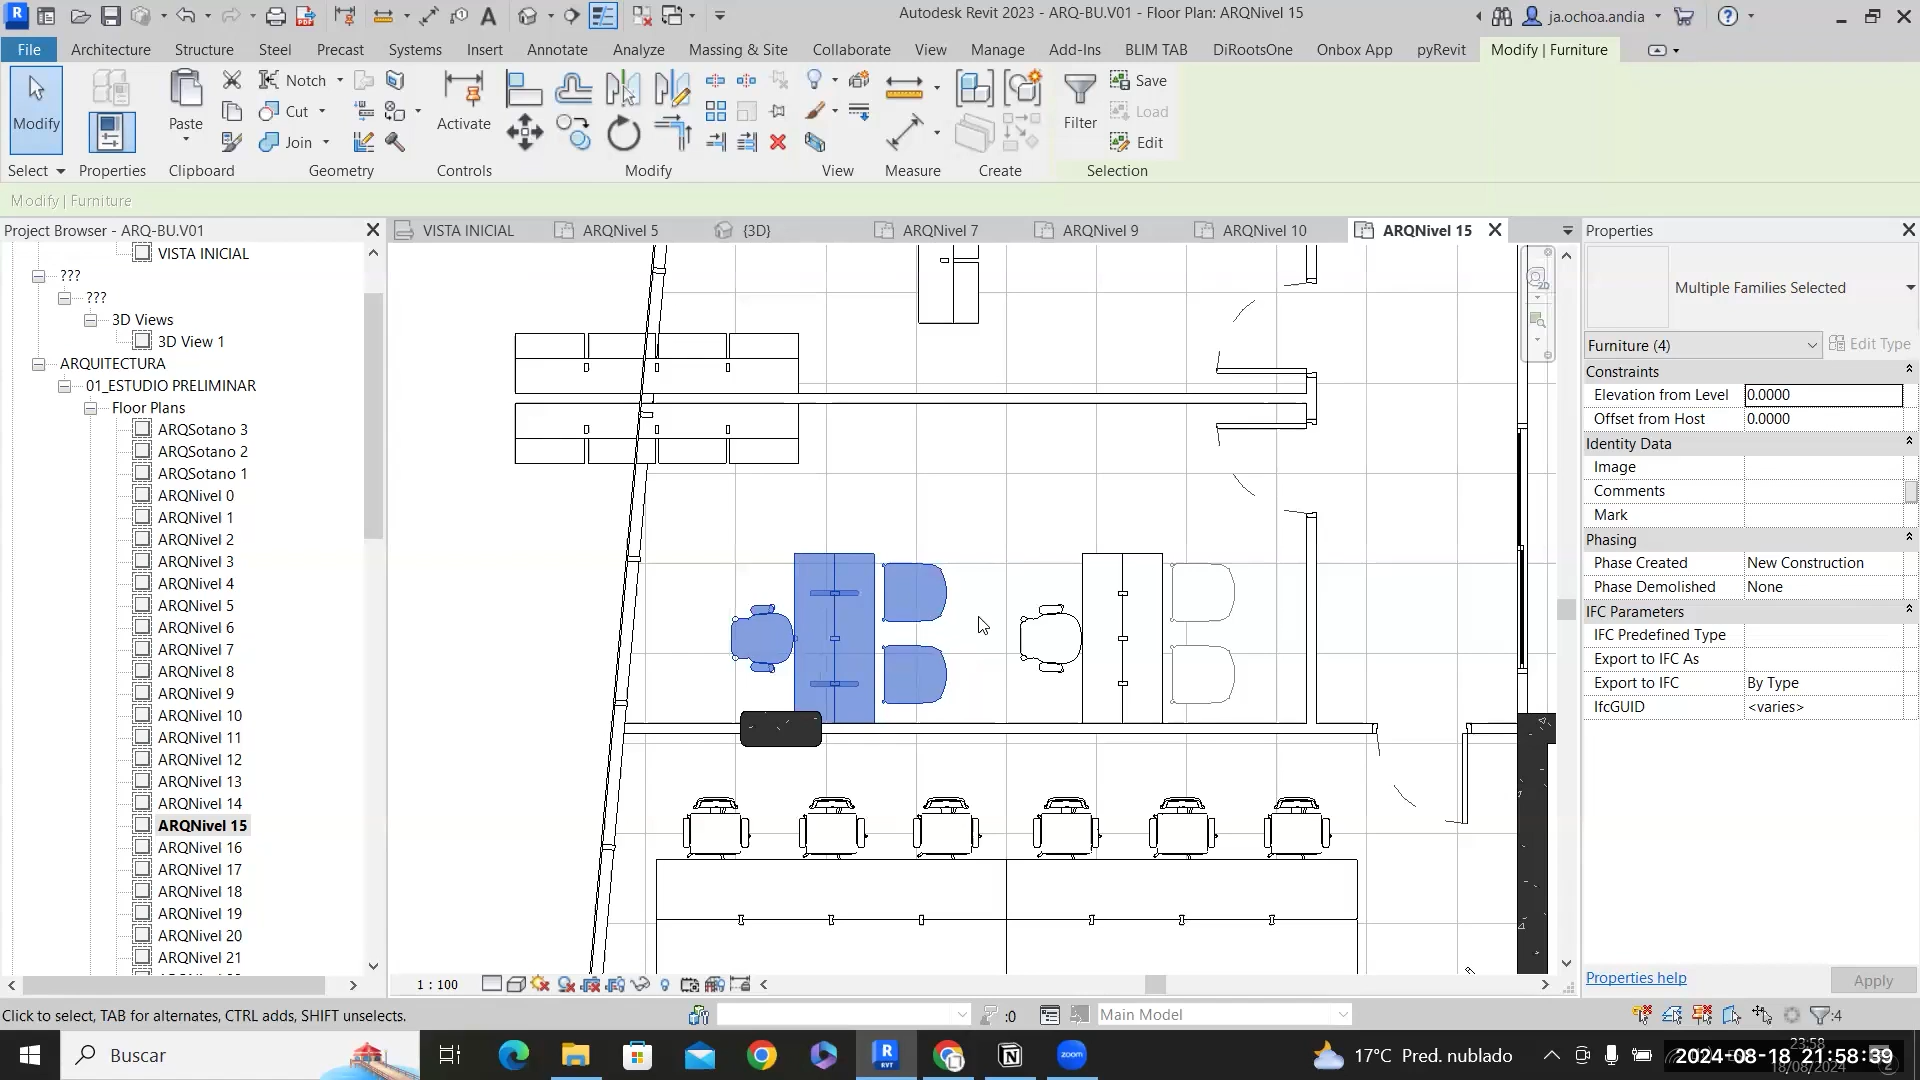 Autodesk Revit 2023 - ARQ-BU.V01 - Floor Plan: ARQNivel 15
ja.ochoa.andia
File Architecture Structure Steel Precast Systems Insert Annotate Analyze Massing & Site Collaborate View Manage Add-Ins BLIM TAB DiRootsOne Onbox App pyRevit Modify | Furniture
Modify
Paste
Notch
Cut
Join
Activate
Filter
Save
Load
Edit
Select Properties Clipboard Geometry Controls Modify View Measure Create Selection
Modify | Furniture
Project Browser - ARQ-BU.V01
VISTA INICIAL
???
???
3D Views
3D View 1
ARQUITECTURA
01_ESTUDIO PRELIMINAR
Floor Plans
ARQSotano 3
ARQSotano 2
ARQSotano 1
ARQNivel 0
ARQNivel 1
ARQNivel 2
ARQNivel 3
ARQNivel 4
ARQNivel 5
ARQNivel 6
ARQNivel 7
ARQNivel 8
ARQNivel 9
ARQNivel 10
ARQNivel 11
ARQNivel 12
ARQNivel 13
ARQNivel 14
ARQNivel 15
ARQNivel 16
ARQNivel 17
ARQNivel 18
ARQNivel 19
ARQNivel 20
ARQNivel 21
VISTA INICIAL ARQNivel 5 {3D} ARQNivel 7 ARQNivel 9 ARQNivel 10 ARQNivel 15
1 : 100
Properties
Multiple Families Selected
Furniture (4) Edit Type
Constraints
Elevation from Level 0.0000
Offset from Host 0.0000
Identity Data
Image
Comments
Mark
Phasing
Phase Created New Construction
Phase Demolished None
IFC Parameters
IFC Predefined Type
Export to IFC As
Export to IFC By Type
IfcGUID <varies>
Properties help Apply
Click to select, TAB for alternates, CTRL adds, SHIFT unselects.
:0
Main Model
:4
Buscar
zoom
17°C Pred. nublado
23:58
18/08/2024
2024-08-18 21:58:39